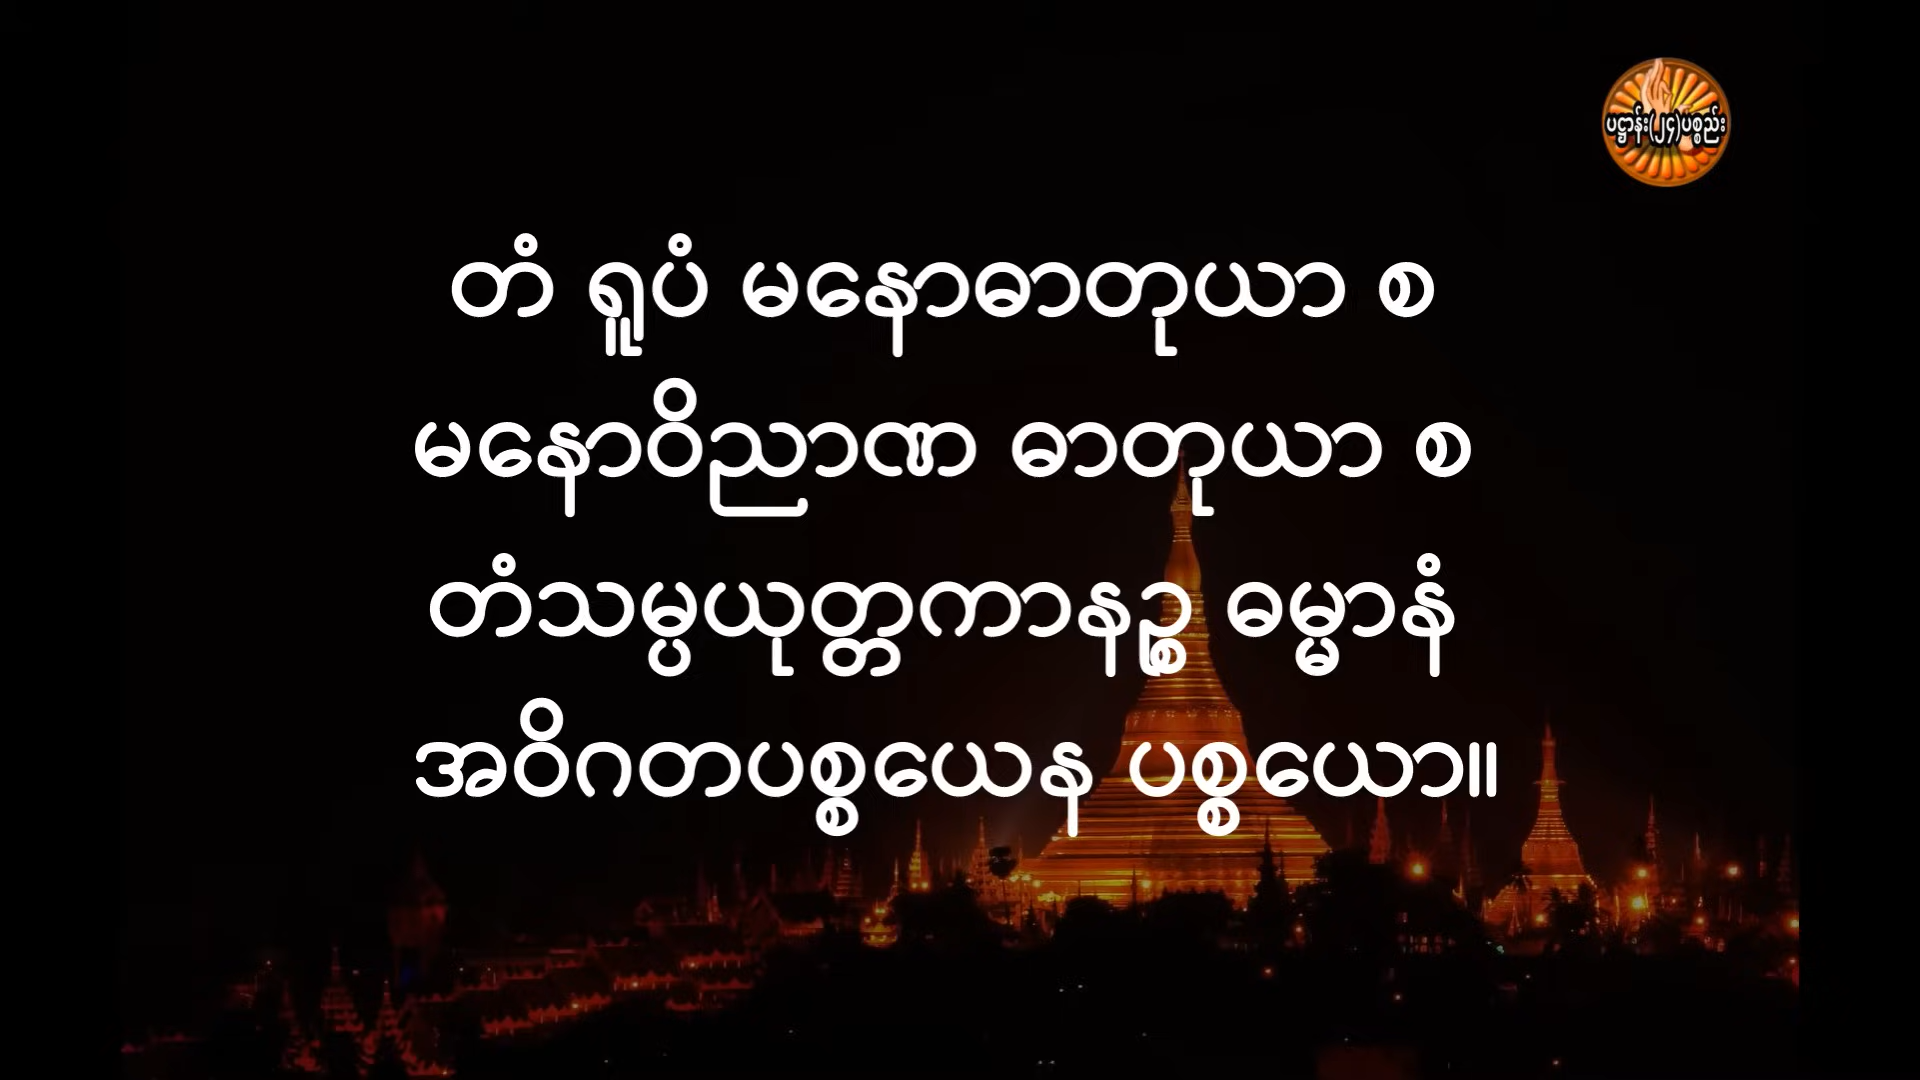 ပဋ္ဌာန်း(၂၄)ပစ္စည်း
တံ ရူပံ မနောဓာတုယာ စ
မနောဝိညာဏ ဓာတုယာ စ
တံသမ္ပယုတ္တကာနဉ္စ ဓမ္မာနံ
အဝိဂတပစ္စယေန ပစ္စယော။